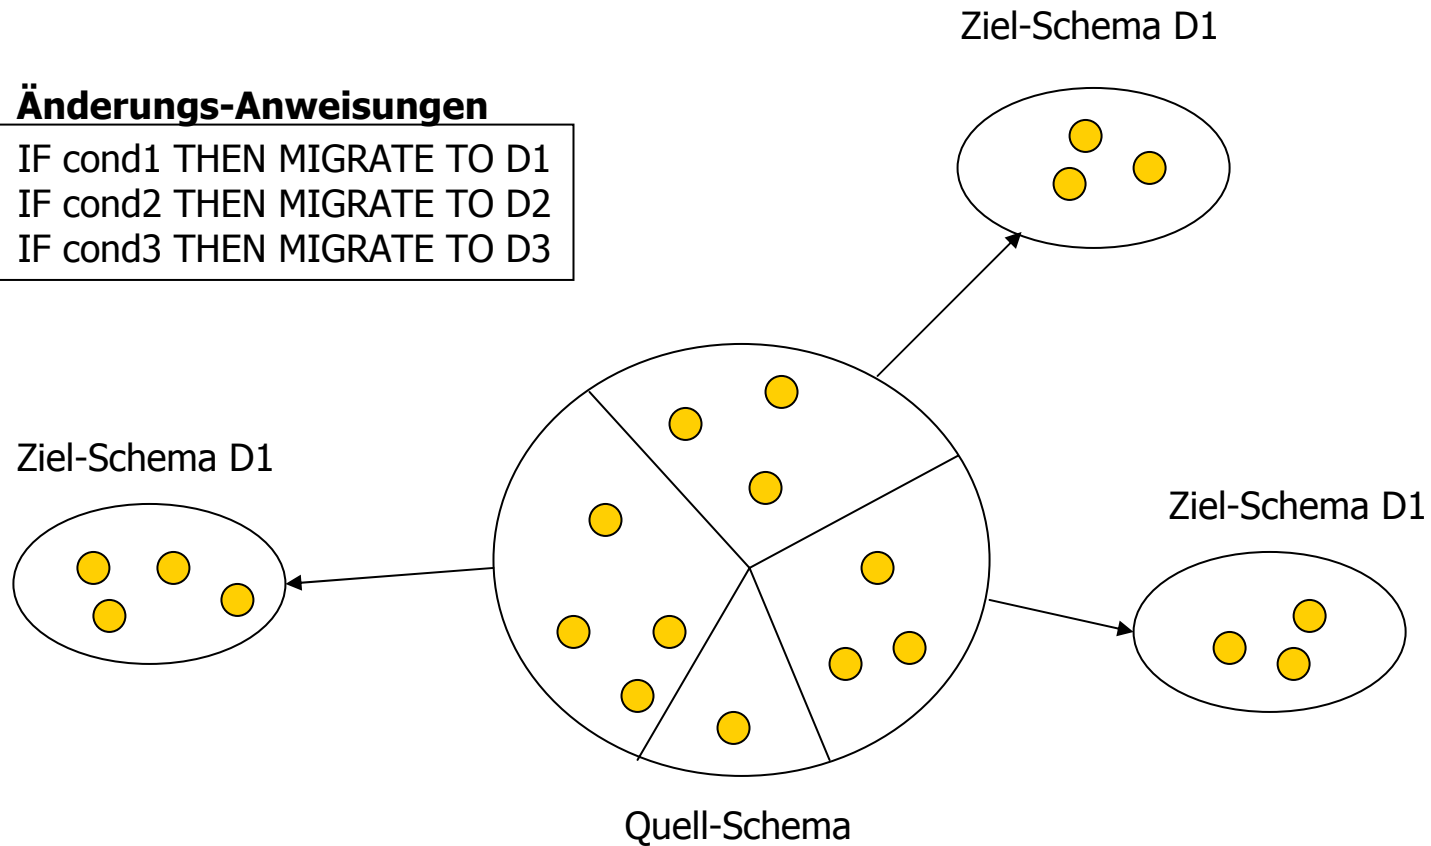 Ziel-Schema D1
Änderungs-Anweisungen
IF cond1 THEN MIGRATE TO D1
IF cond2 THEN MIGRATE TO D2
IF cond3 THEN MIGRATE TO D3
Ziel-Schema D1
Ziel-Schema D1
Quell-Schema